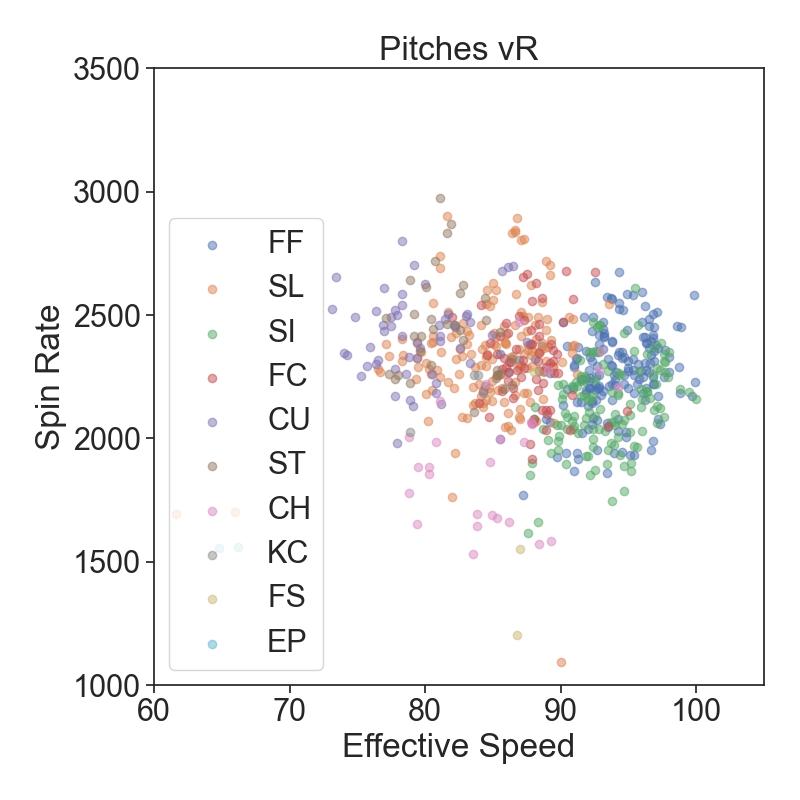 Pitches vR
3500
3000
2500
2000
1500
1000
Spin Rate
FF
SL
SI
FC
CU
ST
CH
KC
FS
EP
60 70 80 90 100
Effective Speed